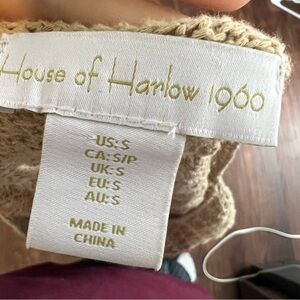 House of Harlow 1960
US: S
CA: S/P
UK: S
EU: S
AU: S
MADE IN
CHINA